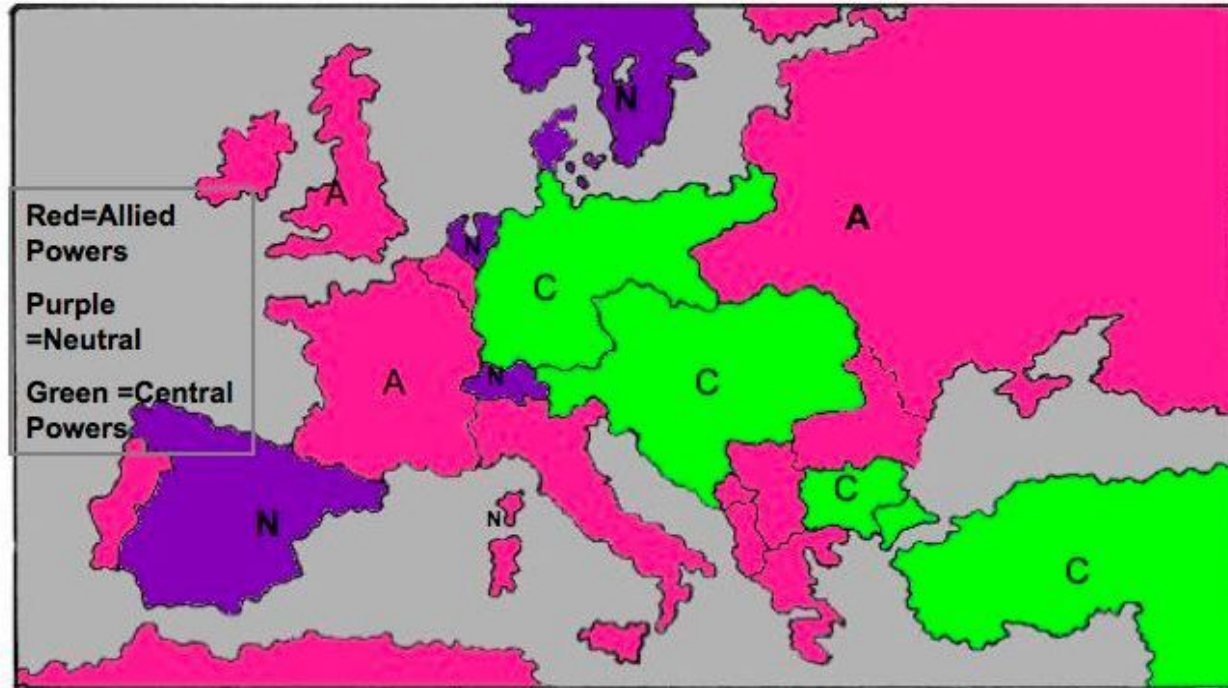 N
A
Red=Allied
Powers
A
N
Purple
=Neutral
C
N
A
C
Green =Central
Powers
C
N
N
C